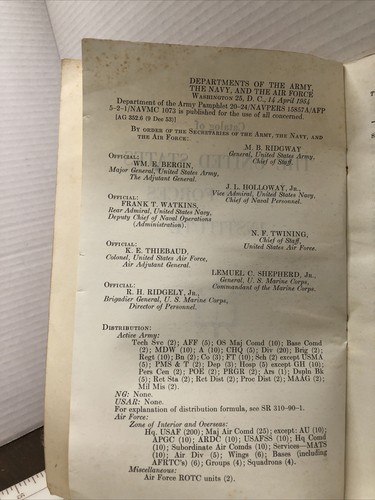 DEPARTMENTS OF THE ARMY,
THE NAVY, AND THE AIR FORCE
WASHINGTON 25, D. C., 14 April 1954
Department of the Army Pamphlet 20-24/NAVPERS 15857A/AFP
5-2-1/NAVMC 1073 is published for the use of all concerned.
[AG 352.6 (9 Dec 53)]
BY ORDER OF THE SECRETARIES OF THE ARMY, THE NAVY, AND
THE AIR FORCE:
M. B. RIDGWAY
General, United States Army,
Chief of Staff.
OFFICIAL:
WM. E. BERGIN,
Major General, United States Army,
The Adjutant General.
J. L. HOLLOWAY, JR.,
Vice Admiral, United States Navy,
Chief of Naval Personnel.
OFFICIAL:
FRANK T. WATKINS,
Rear Admiral, United States Navy,
Deputy Chief of Naval Operations
(Administration).
N. F. TWINING,
Chief of Staff,
United States Air Force.
OFFICIAL:
K. E. THIEBAUD,
Colonel, United States Air Force,
Air Adjutant General.
LEMUEL C. SHEPHERD, JR.,
General, U. S. Marine Corps,
Commandant of the Marine Corps.
OFFICIAL:
R. H. RIDGELY, JR.,
Brigadier General, U. S. Marine Corps,
Director of Personnel.
DISTRIBUTION:
Active Army:
Tech Svc (2); AFF (5); OS Maj Comd (10); Base Comd
(2); MDW (10); A (10); CHQ (5); Div (20); Brig (2);
Regt (10); Bn (2); Co (3); FT (10); Sch (2) except USMA
(5); PMS & T (2); Dep (3); Hosp (5) except GH (10);
Pers Cen (2); POE (2); PRGR (2); Ars (1); Dspln Bk
(5); Ret Sta (2); Ret Dist (2); Proc Dist (2); MAAG (2);
Mil Mis (2).
NG: None.
USAR: None.
For explanation of distribution formula, see SR 310-90-1.
Air Force:
Zone of Interior and Overseas:
Hq. USAF (200); Maj Air Comd (25) except: AU (10)
APGC (10); ARDC (10); USAFSS (10); Hq Comd
(10); Subordinate Air Comds (10); Services—MATS
(10); Air Div (5); Wings (6); Bases (including
AFRTC's) (6); Groups (4); Squadrons (4).
Miscellaneous:
Air Force ROTC units (2).